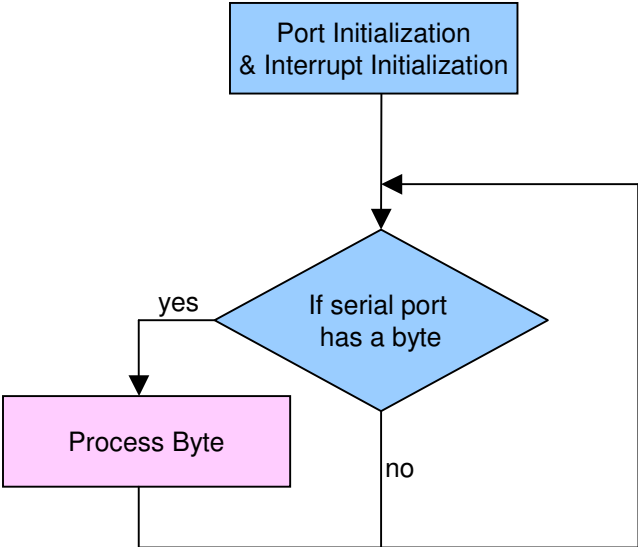 Port Initialization
& Interrupt Initialization
If serial port
has a byte
yes
Process Byte
no